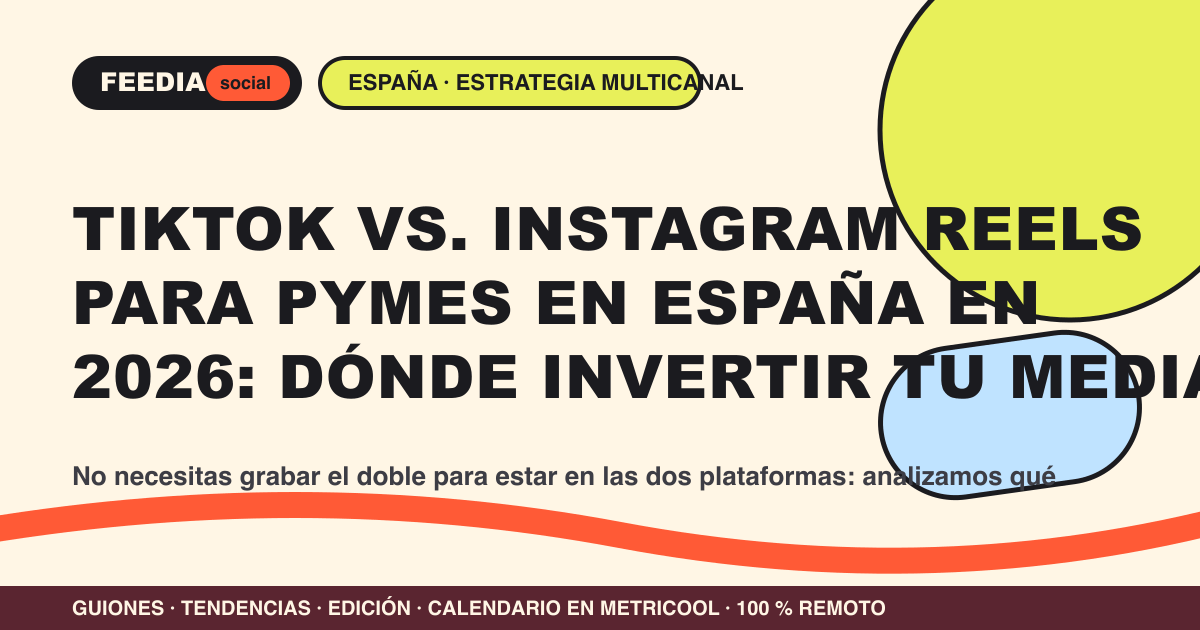 FEEDIA social
ESPAÑA · ESTRATEGIA MULTICANAL
TIKTOK VS. INSTAGRAM REELS
PARA PYMES EN ESPAÑA EN
2026: DÓNDE INVERTIR TU MEDIA
No necesitas grabar el doble para estar en las dos plataformas: analizamos qué
GUIONES · TENDENCIAS · EDICIÓN · CALENDARIO EN METRICOOL · 100 % REMOTO